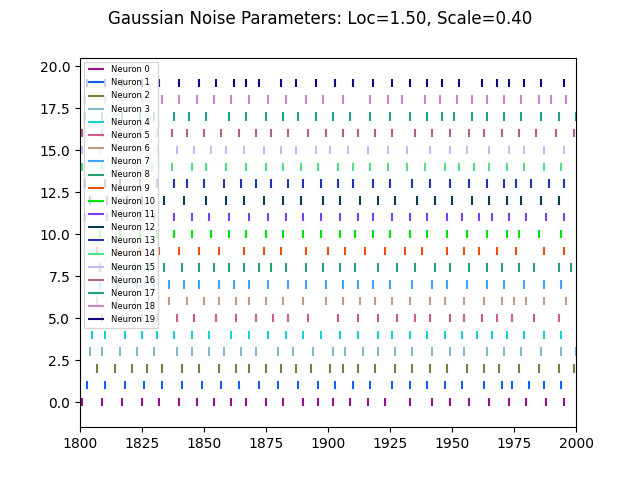 Gaussian Noise Parameters: Loc=1.50, Scale=0.40
20.0
17.5
15.0
12.5
10.0
7.5
5.0
2.5
0.0
Neuron 0
Neuron 1
Neuron 2
Neuron 3
Neuron 4
Neuron 5
Neuron 6
Neuron 7
Neuron 8
Neuron 9
Neuron 10
Neuron 11
Neuron 12
Neuron 13
Neuron 14
Neuron 15
Neuron 16
Neuron 17
Neuron 18
Neuron 19
1800 1825 1850 1875 1900 1925 1950 1975 2000